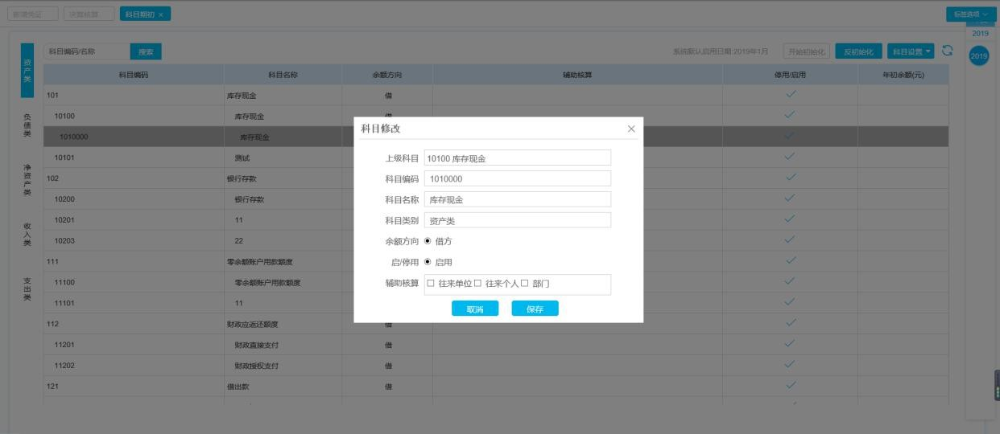 新增凭证 决算核算 科目期初 × 标签选项
2019
科目编码/名称 搜索 系统默认启用日期:2019年1月 开始初始化 反初始化 科目设置
2019
资产类
负债类
净资产类
收入类
支出类
科目编码 科目名称 余额方向 辅助核算 停用/启用 年初余额(元)
101 库存现金 借
10100 库存现金 借
1010000 库存现金
10101 测试
102 银行存款
10200 银行存款
10201 11
10203 22
111 零余额账户用款额度
11100 零余额账户用款额度
11101 11
112 财政应返还额度 借
11201 财政直接支付 借
11202 财政授权支付 借
121 借出款 借
科目修改
上级科目 10100 库存现金
科目编码 1010000
科目名称 库存现金
科目类别 资产类
余额方向 借方
启/停用 启用
辅助核算 往来单位 往来个人 部门
取消 保存